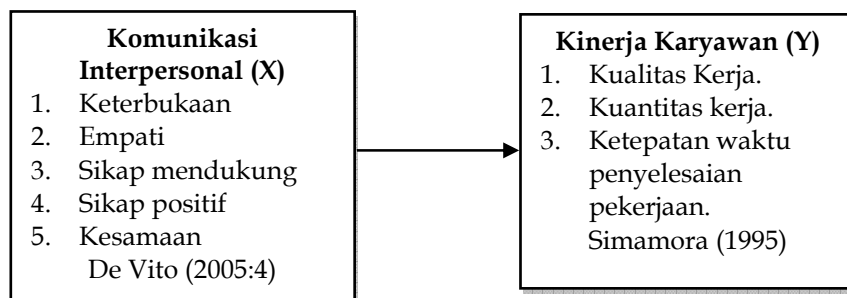 Komunikasi
Interpersonal (X)
1. Keterbukaan
2. Empati
3. Sikap mendukung
4. Sikap positif
5. Kesamaan
De Vito (2005:4)
Kinerja Karyawan (Y)
1. Kualitas Kerja.
2. Kuantitas kerja.
3. Ketepatan waktu
penyelesaian
pekerjaan.
Simamora (1995)